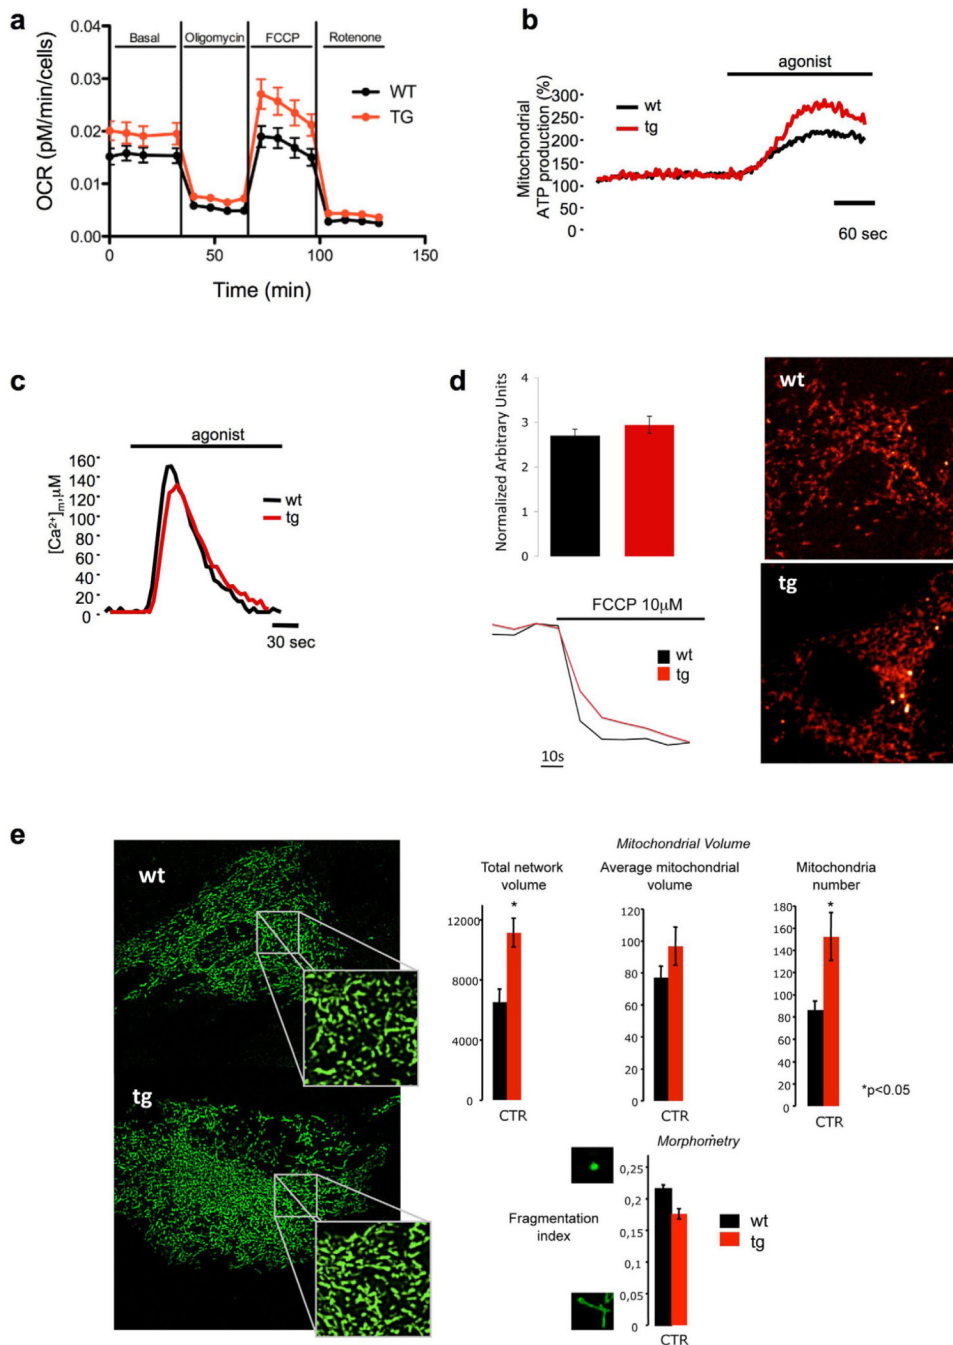 a
OCR (pM/min/cells)
0.04
0.03
0.02
0.01
0.00
Basal
Oligomycin
FCCP
Rotenone
WT
TG
0
50
100
150
Time (min)
b
agonist
Mitochondrial
ATP production (%)
300
250
200
150
100
50
0
wt
tg
60 sec
c
agonist
[Ca²⁺]m,μM
160
140
120
100
80
60
40
20
0
wt
tg
30 sec
d
Normalized Arbitrary Units
4
3
2
1
0
FCCP 10μM
wt
tg
10s
wt
tg
e
wt
tg
Mitochondrial Volume
Total network
volume
12000
8000
4000
0
*
CTR
Average mitochondrial
volume
120
100
80
60
40
20
0
CTR
Mitochondria
number
180
160
140
120
100
80
60
40
20
0
*
CTR
*p<0.05
Morphometry
Fragmentation
index
0,25
0,2
0,15
0,1
0,05
0
CTR
wt
tg